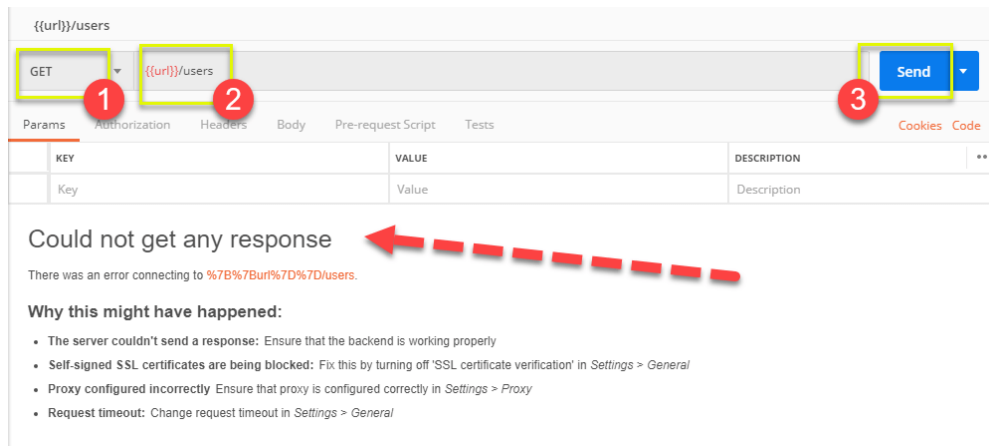 {{url}}/users
GET {{url}}/users Send
1 2 3
Params Authorization Headers Body Pre-request Script Tests Cookies Code
KEY VALUE DESCRIPTION
Key Value Description
Could not get any response
There was an error connecting to %7B%7Burl%7D%7D/users.
Why this might have happened:
• The server couldn't send a response: Ensure that the backend is working properly
• Self-signed SSL certificates are being blocked: Fix this by turning off 'SSL certificate verification' in Settings > General
• Proxy configured incorrectly Ensure that proxy is configured correctly in Settings > Proxy
• Request timeout: Change request timeout in Settings > General